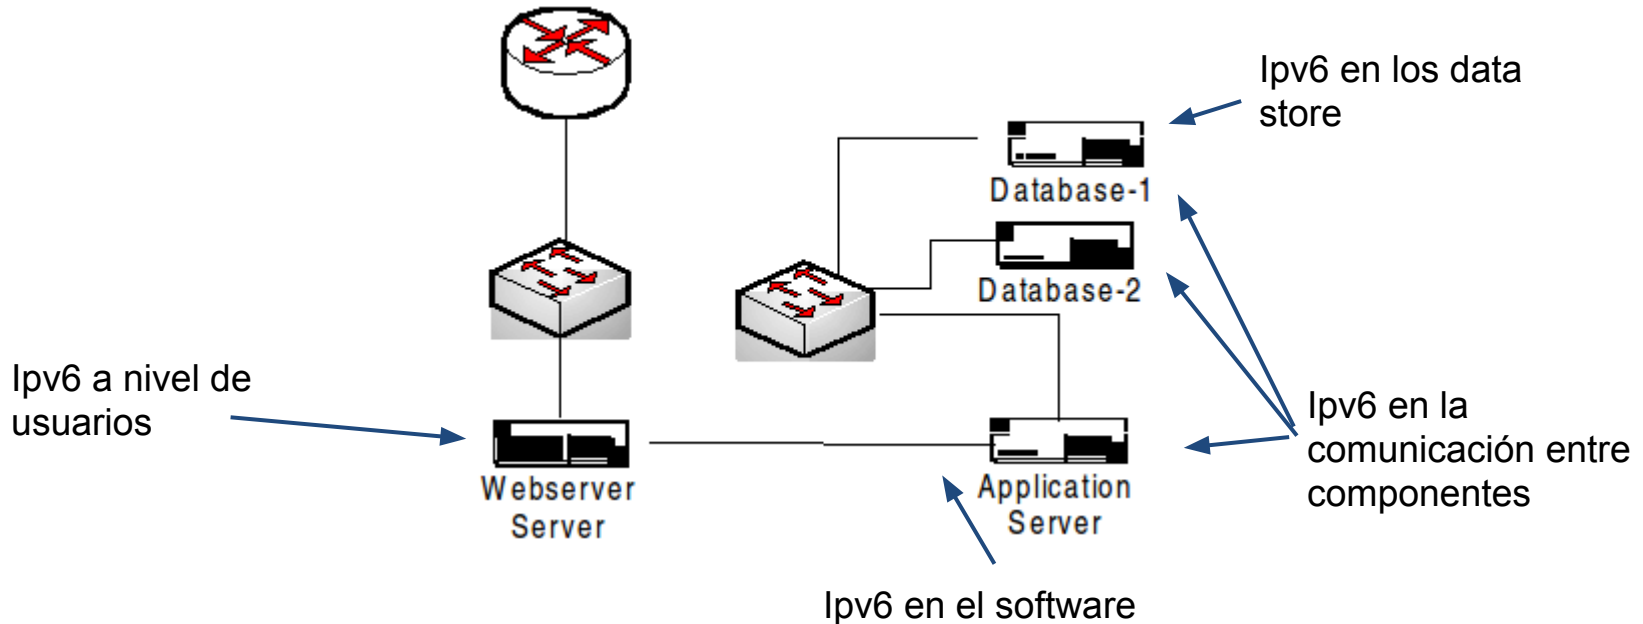 Ipv6 en los data
store
Database-1
Database-2
Ipv6 a nivel de
usuarios
Webserver
Server
Application
Server
Ipv6 en la
comunicación entre
componentes
Ipv6 en el software